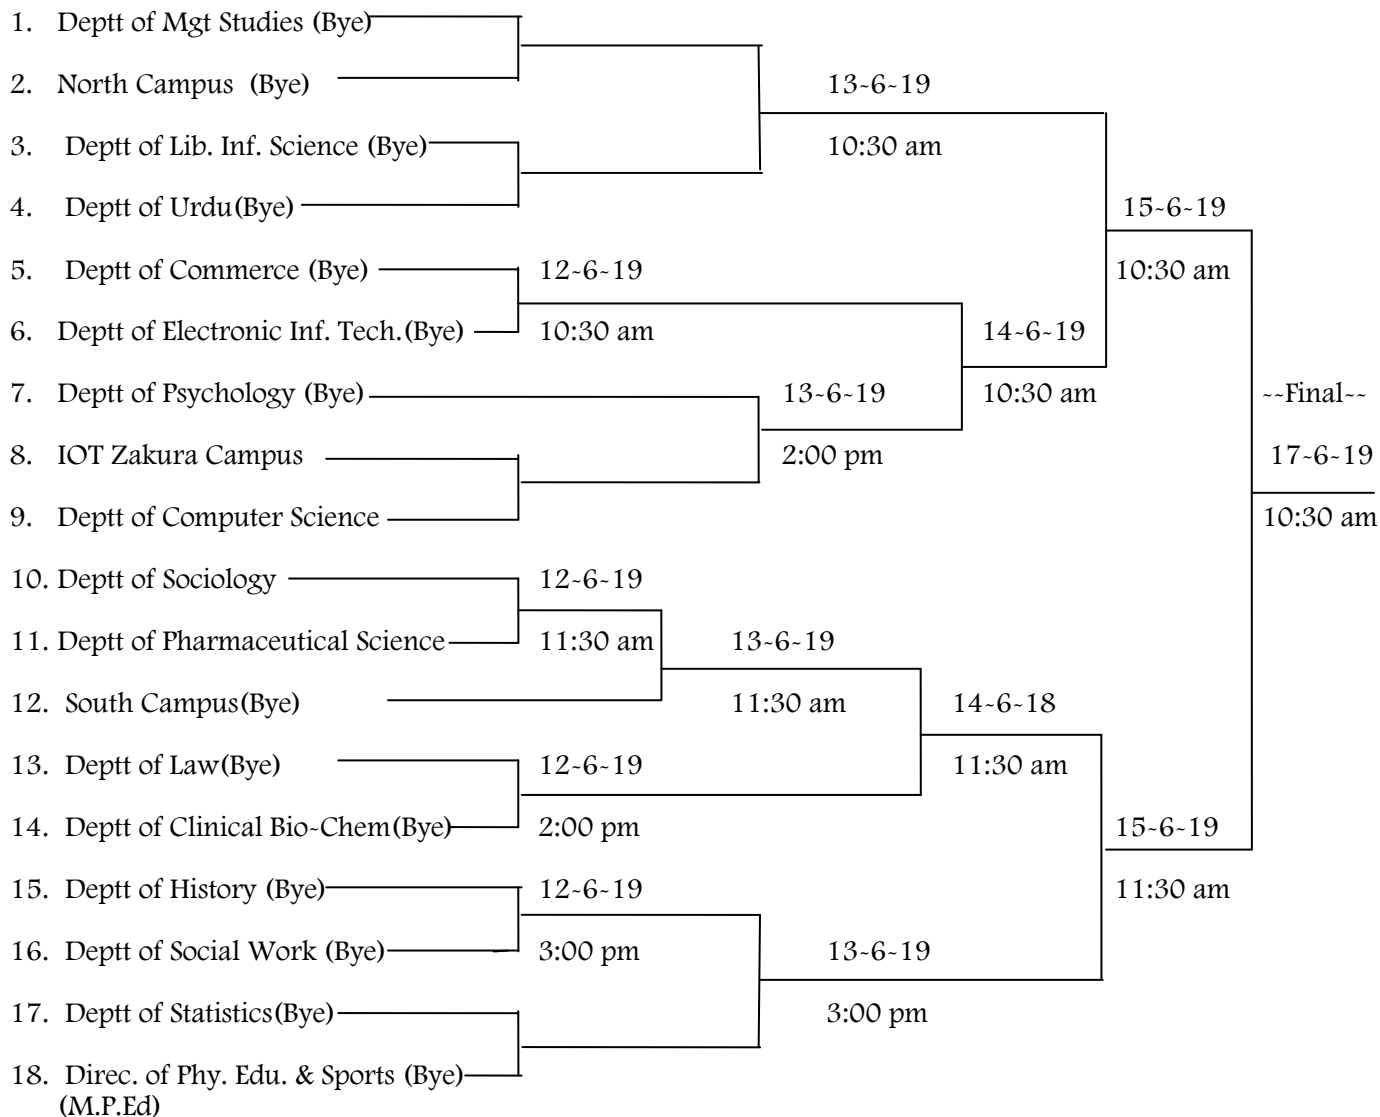 1. Deptt of Mgt Studies (Bye)
2. North Campus (Bye) 13-6-19
3. Deptt of Lib. Inf. Science (Bye) 10:30 am
4. Deptt of Urdu(Bye) 15-6-19
5. Deptt of Commerce (Bye) 12-6-19 10:30 am
6. Deptt of Electronic Inf. Tech.(Bye) 10:30 am 14-6-19
7. Deptt of Psychology (Bye) 13-6-19 10:30 am ~~Final~~
8. IOT Zakura Campus 2:00 pm 17-6-19
9. Deptt of Computer Science 10:30 am
10. Deptt of Sociology 12-6-19
11. Deptt of Pharmaceutical Science 11:30 am 13-6-19
12. South Campus(Bye) 11:30 am 14-6-18
13. Deptt of Law(Bye) 12-6-19 11:30 am
14. Deptt of Clinical Bio-Chem(Bye) 2:00 pm 15-6-19
15. Deptt of History (Bye) 12-6-19 11:30 am
16. Deptt of Social Work (Bye) 3:00 pm 13-6-19
17. Deptt of Statistics(Bye) 3:00 pm
18. Direc. of Phy. Edu. & Sports (Bye)
(M.P.Ed)